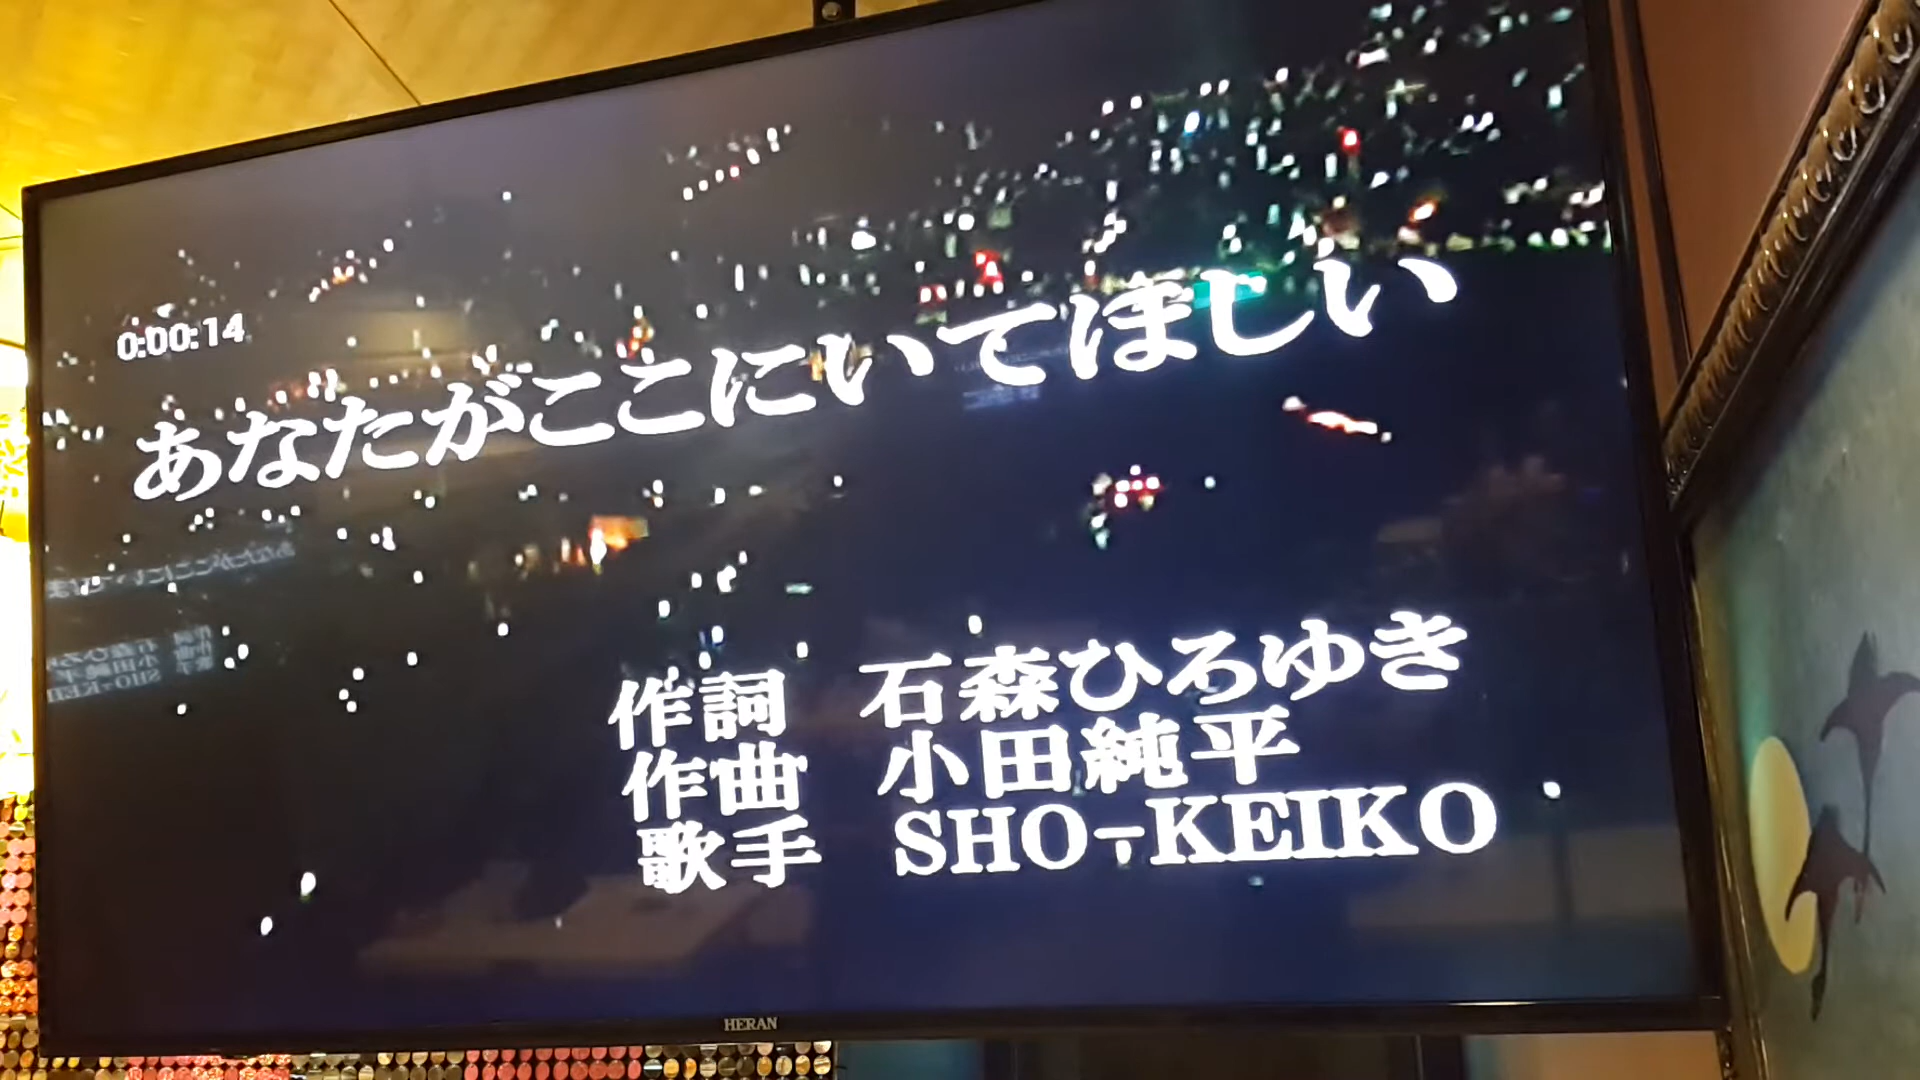 0:00:14
あなたがここにいてほしい
作詞 石森ひろゆき
作曲 小田純平
歌手 SHO-KEIKO
HERAN